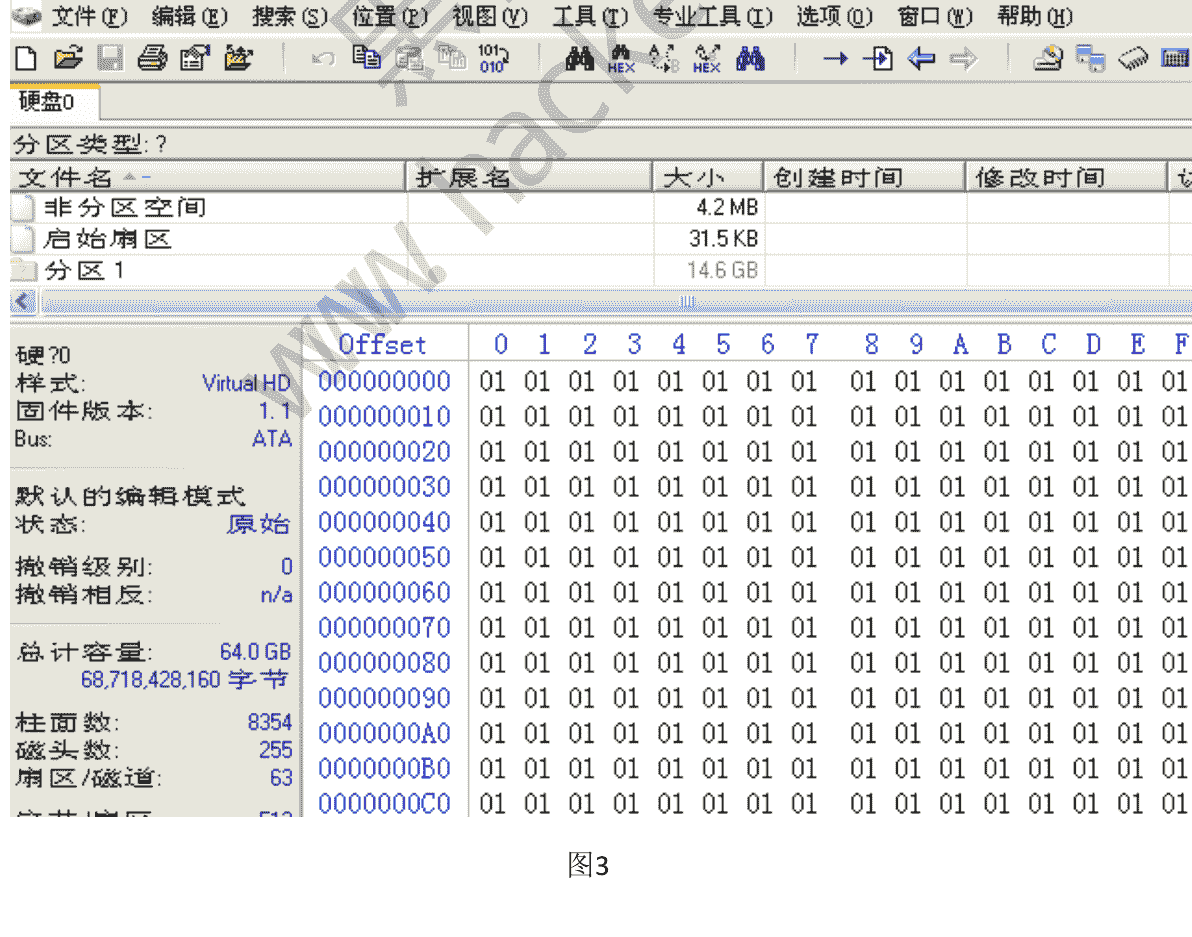 文件(F) 编辑(E) 搜索(S) 位置(P) 视图(V) 工具(T) 专业工具(I) 选项(O) 窗口(W) 帮助(H)
101 010
HEX B HEX
硬盘0
分区类型:?
文件名 扩展名 大小 创建时间 修改时间
非分区空间 4.2 MB
启始扇区 31.5 KB
分区 1 14.6 GB
硬?0
样式: Virtual HD
固件版本: 1.1
Bus: ATA
默认的编辑模式
状态: 原始
撤销级别: 0
撤销相反: n/a
总计容量: 64.0 GB
68,718,428,160 字节
柱面数: 8354
磁头数: 255
扇区/磁道: 63
Offset 0 1 2 3 4 5 6 7 8 9 A B C D E F
000000000 01 01 01 01 01 01 01 01 01 01 01 01 01 01 01 01
000000010 01 01 01 01 01 01 01 01 01 01 01 01 01 01 01 01
000000020 01 01 01 01 01 01 01 01 01 01 01 01 01 01 01 01
000000030 01 01 01 01 01 01 01 01 01 01 01 01 01 01 01 01
000000040 01 01 01 01 01 01 01 01 01 01 01 01 01 01 01 01
000000050 01 01 01 01 01 01 01 01 01 01 01 01 01 01 01 01
000000060 01 01 01 01 01 01 01 01 01 01 01 01 01 01 01 01
000000070 01 01 01 01 01 01 01 01 01 01 01 01 01 01 01 01
000000080 01 01 01 01 01 01 01 01 01 01 01 01 01 01 01 01
000000090 01 01 01 01 01 01 01 01 01 01 01 01 01 01 01 01
0000000A0 01 01 01 01 01 01 01 01 01 01 01 01 01 01 01 01
0000000B0 01 01 01 01 01 01 01 01 01 01 01 01 01 01 01 01
0000000C0 01 01 01 01 01 01 01 01 01 01 01 01 01 01 01 01
www.hacke
图3